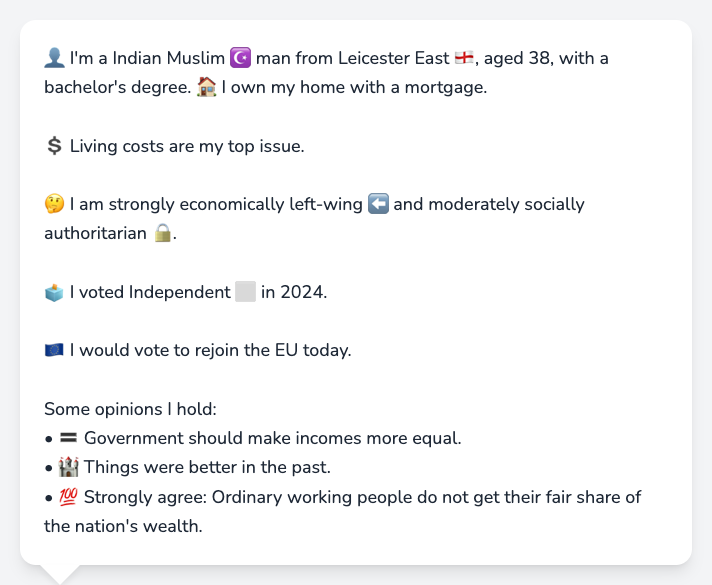 👤 I'm a Indian Muslim ☪️ man from Leicester East 🏴󠁧󠁢󠁥󠁮󠁧󠁿, aged 38, with a
bachelor's degree. 🏠 I own my home with a mortgage.
💲 Living costs are my top issue.
🤔 I am strongly economically left-wing ⬅️ and moderately socially
authoritarian 🔒.
🗳️ I voted Independent ⬜ in 2024.
🇪🇺 I would vote to rejoin the EU today.
Some opinions I hold:
• 🟰 Government should make incomes more equal.
• 🏰 Things were better in the past.
• 💯 Strongly agree: Ordinary working people do not get their fair share of
the nation's wealth.